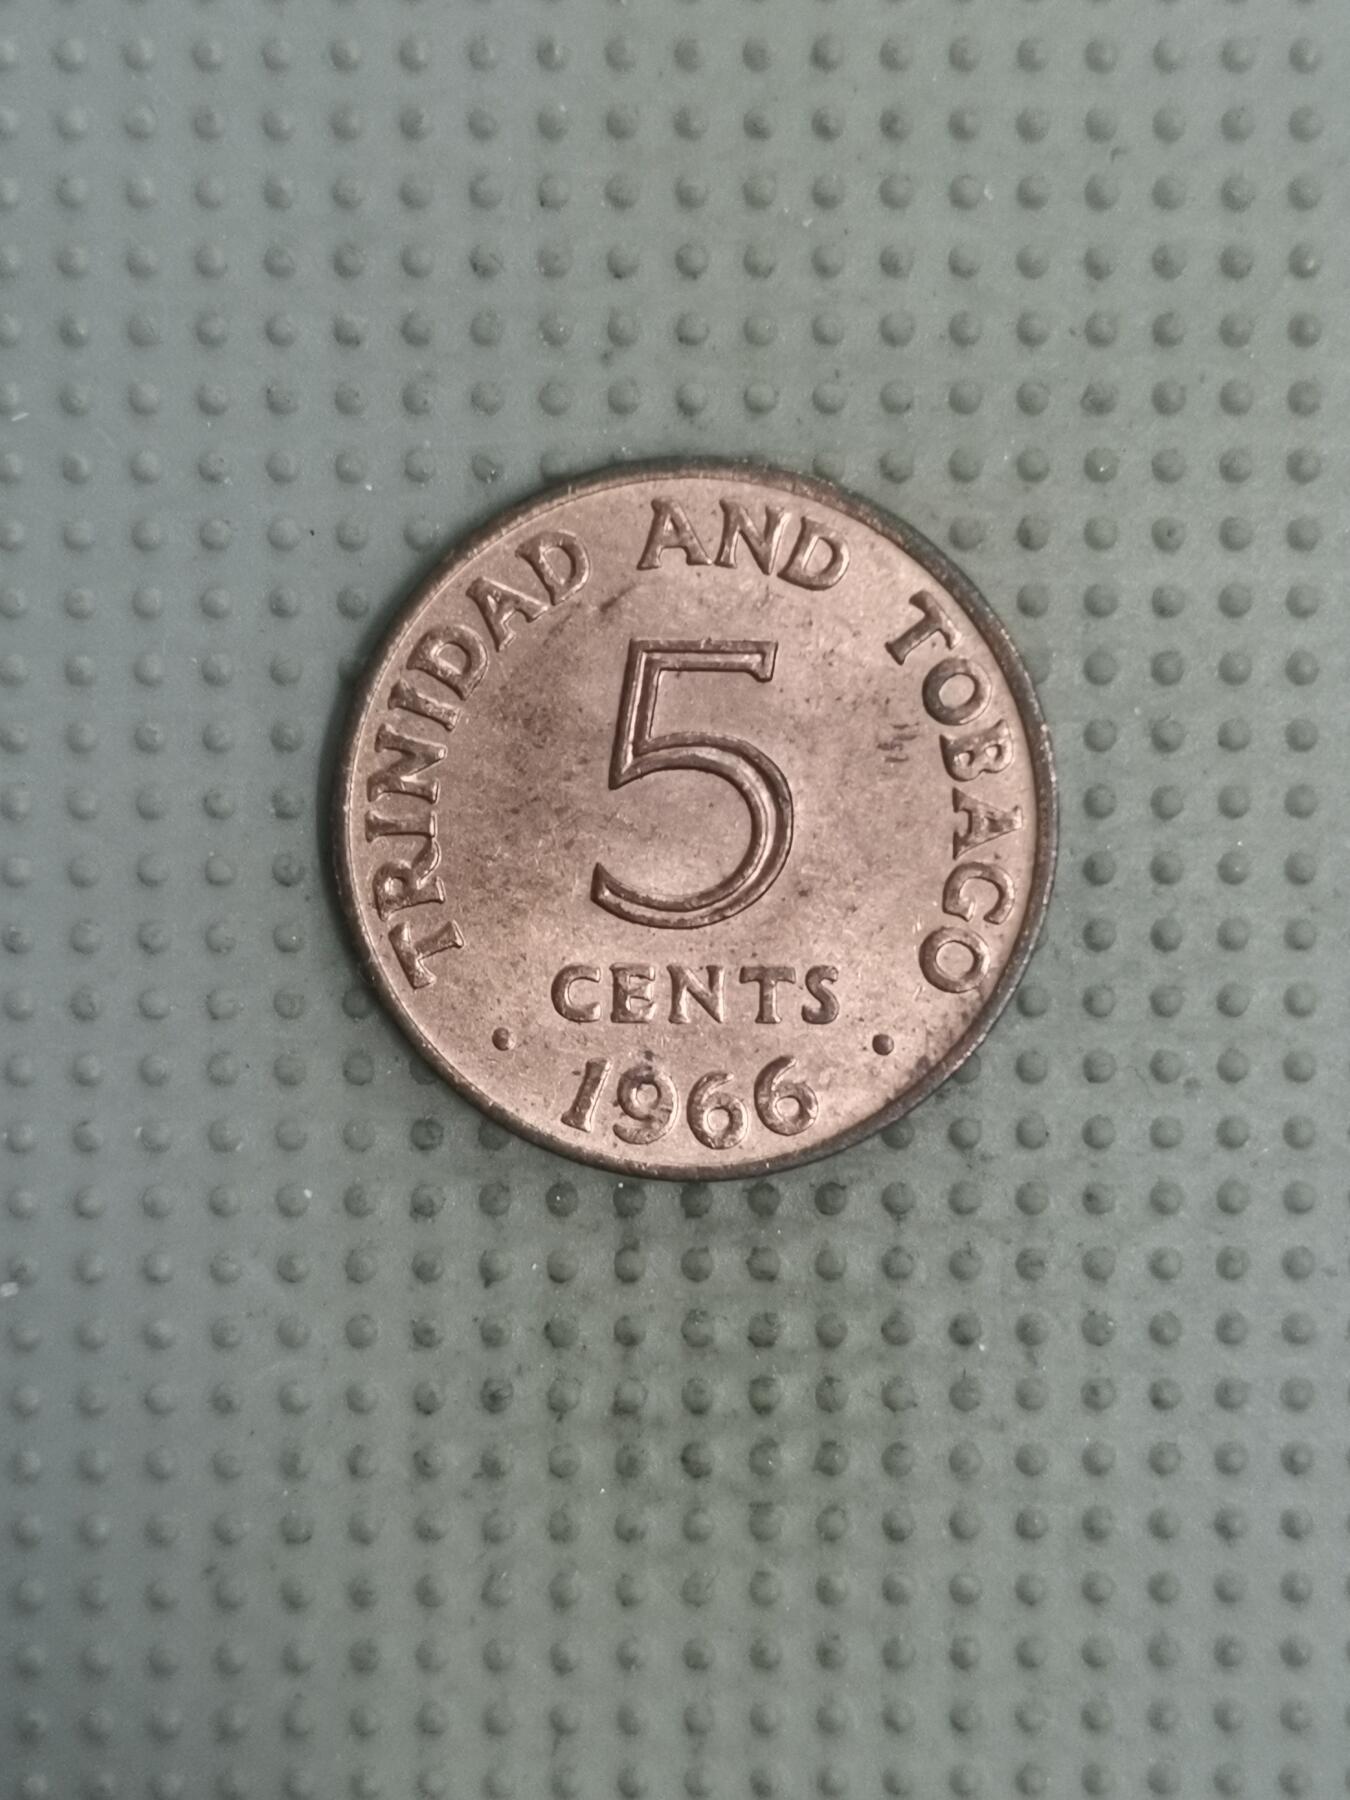 TRINIDAD AND TOBAGO
5
CENTS
• 1966 •